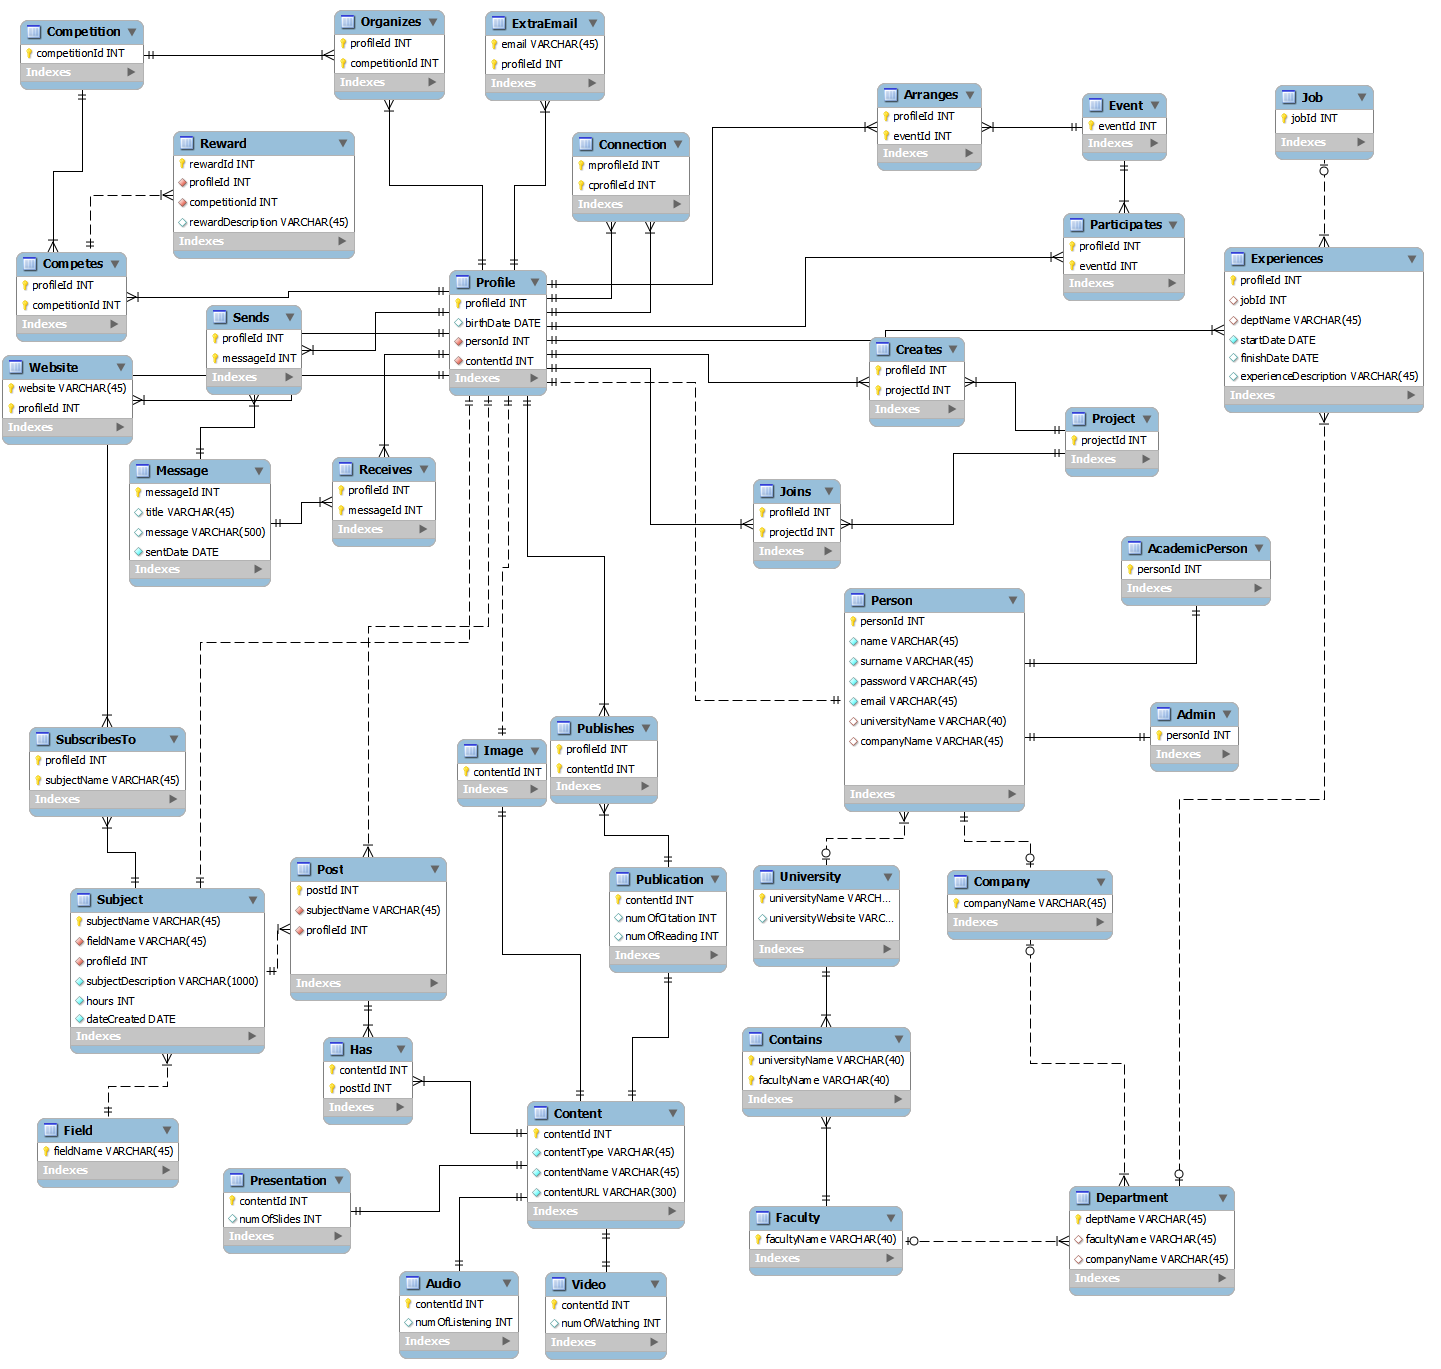 Competition
competitionId INT
Indexes
Organizes
profileId INT
competitionId INT
Indexes
ExtraEmail
email VARCHAR(45)
profileId INT
Indexes
Reward
rewardId INT
profileId INT
competitionId INT
rewardDescription VARCHAR(45)
Indexes
Connection
mprofileId INT
cprofileId INT
Indexes
Arranges
profileId INT
eventId INT
Indexes
Event
eventId INT
Indexes
Job
jobId INT
Indexes
Participates
profileId INT
eventId INT
Indexes
Competes
profileId INT
competitionId INT
Indexes
Experiences
profileId INT
jobId INT
deptName VARCHAR(45)
startDate DATE
finishDate DATE
experienceDescription VARCHAR(45)
Indexes
Profile
profileId INT
birthDate DATE
personId INT
contentId INT
Indexes
Sends
profileId INT
messageId INT
Indexes
Website
website VARCHAR(45)
profileId INT
Indexes
Creates
profileId INT
projectId INT
Indexes
Project
projectId INT
Indexes
Message
messageId INT
title VARCHAR(45)
message VARCHAR(500)
sentDate DATE
Indexes
Receives
profileId INT
messageId INT
Indexes
Joins
profileId INT
projectId INT
Indexes
AcademicPerson
personId INT
Indexes
Person
personId INT
name VARCHAR(45)
surname VARCHAR(45)
password VARCHAR(45)
email VARCHAR(45)
universityName VARCHAR(40)
companyName VARCHAR(45)
Indexes
Admin
personId INT
Indexes
SubscribesTo
profileId INT
subjectName VARCHAR(45)
Indexes
Image
contentId INT
Indexes
Publishes
profileId INT
contentId INT
Indexes
Post
postId INT
subjectName VARCHAR(45)
profileId INT
Indexes
Publication
contentId INT
numOfCitation INT
numOfReading INT
Indexes
University
universityName VARCH...
universityWebsite VARC...
Indexes
Company
companyName VARCHAR(45)
Indexes
Subject
subjectName VARCHAR(45)
fieldName VARCHAR(45)
profileId INT
subjectDescription VARCHAR(1000)
hours INT
dateCreated DATE
Indexes
Has
contentId INT
postId INT
Indexes
Contains
universityName VARCHAR(40)
facultyName VARCHAR(40)
Indexes
Field
fieldName VARCHAR(45)
Indexes
Content
contentId INT
contentType VARCHAR(45)
contentName VARCHAR(45)
contentURL VARCHAR(300)
Indexes
Presentation
contentId INT
numOfSlides INT
Indexes
Faculty
facultyName VARCHAR(40)
Indexes
Department
deptName VARCHAR(45)
facultyName VARCHAR(45)
companyName VARCHAR(45)
Indexes
Audio
contentId INT
numOfListening INT
Indexes
Video
contentId INT
numOfWatching INT
Indexes